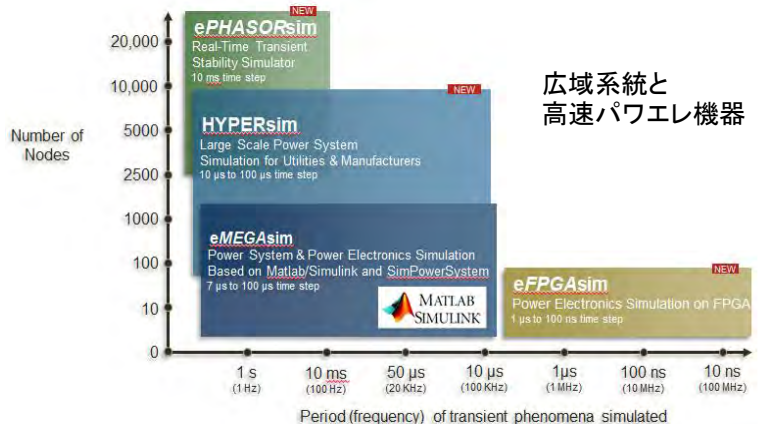 NEW
ePHASORsim
Real-Time Transient
Stability Simulator
10 ms time step
20,000
10,000
5000
2500
1000
100
10
0
Number of
Nodes
広域系統と
高速パワエレ機器
NEW
HYPERsim
Large Scale Power System
Simulation for Utilities & Manufacturers
10 µs to 100 µs time step
eMEGAsim
Power System & Power Electronics Simulation
Based on Matlab/Simulink and SimPowerSystem
7 µs to 100 µs time step
MATLAB
SIMULINK
NEW
eFPGAsim
Power Electronics Simulation on FPGA
1 µs to 100 ns time step
1 s
(1 Hz)
10 ms
(100 Hz)
50 µs
(20 KHz)
10 µs
(100 KHz)
1µs
(1 MHz)
100 ns
(10 MHz)
10 ns
(100 MHz)
Period (frequency) of transient phenomena simulated